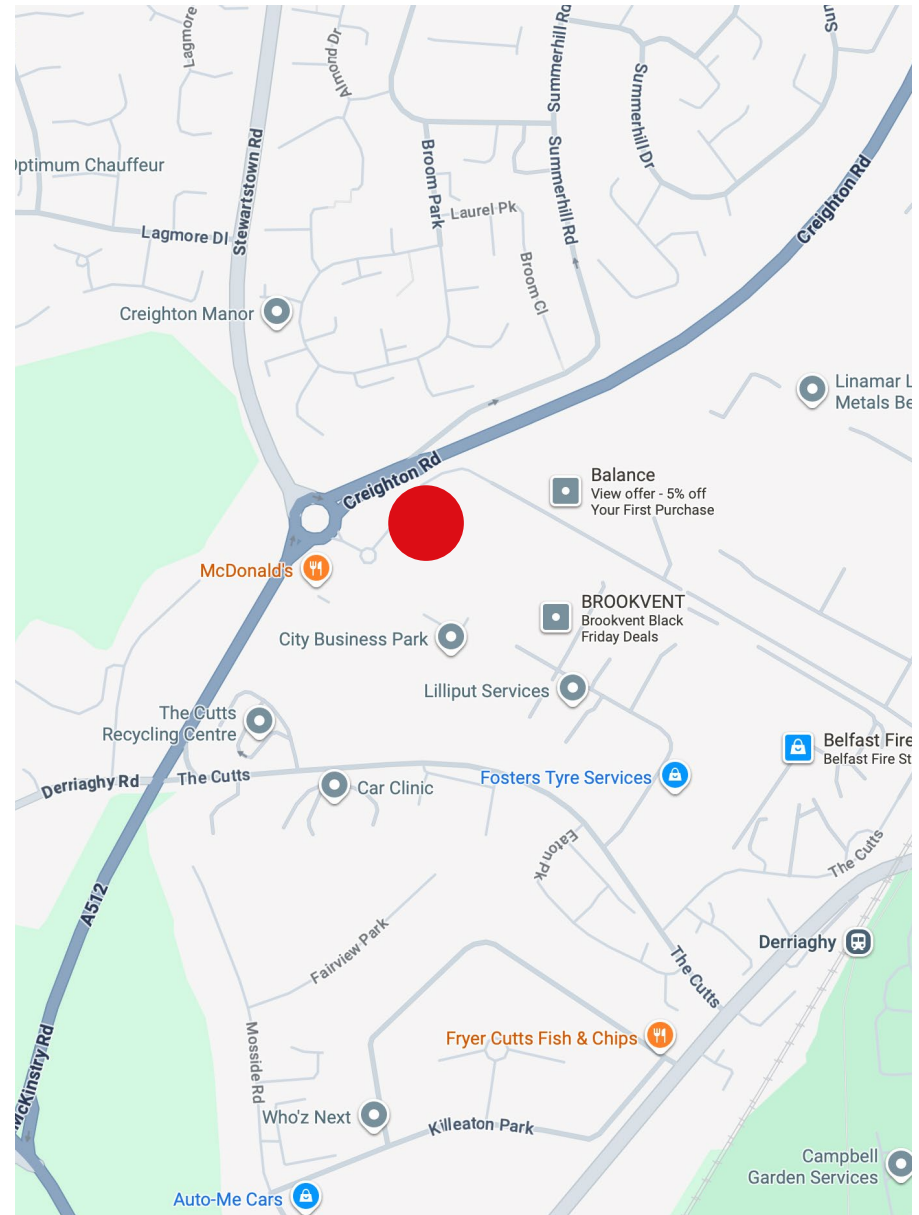 Lagmore
Almond Dr
Summerhill Rd
Suns
Summerhill Dr
Optimum Chauffeur
Stewartstown Rd
Broom Park
Summerhill Rd
Creighton Rd
Laurel Pk
Lagmore Dl
Broom Cl
Creighton Manor
Linamar L
Metals Be
Creighton Rd
Balance
View offer - 5% off
Your First Purchase
McDonald's
BROOKVENT
Brookvent Black
Friday Deals
City Business Park
Lilliput Services
The Cutts
Recycling Centre
Belfast Fire
Belfast Fire St
Derriaghy Rd
The Cutts
Fosters Tyre Services
Car Clinic
Eaton Pk
The Cutts
A512
Fairview Park
Derriaghy
The Cutts
McKinstry Rd
Mosside Rd
Fryer Cutts Fish & Chips
Who'z Next
Killeaton Park
Campbell
Garden Services
Auto-Me Cars